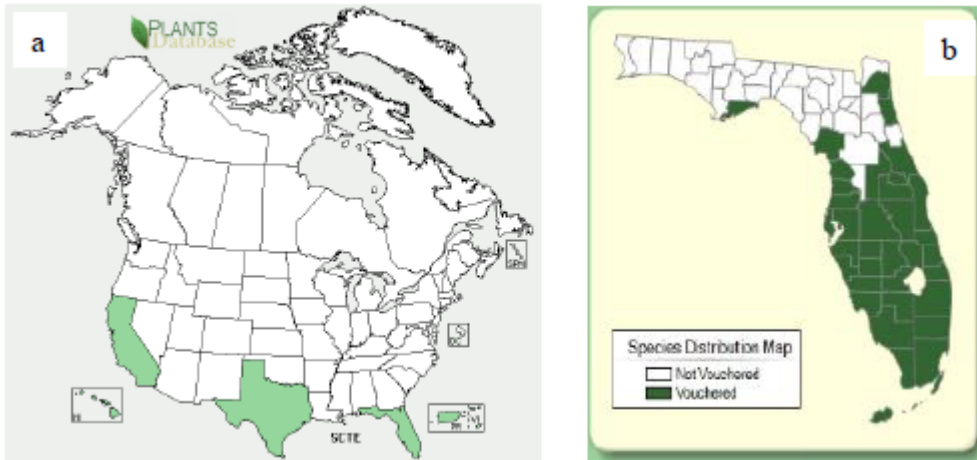 a
PLANTS
Database
SCTE
b
Species Distribution Map
Not Vouchered
Vouchered